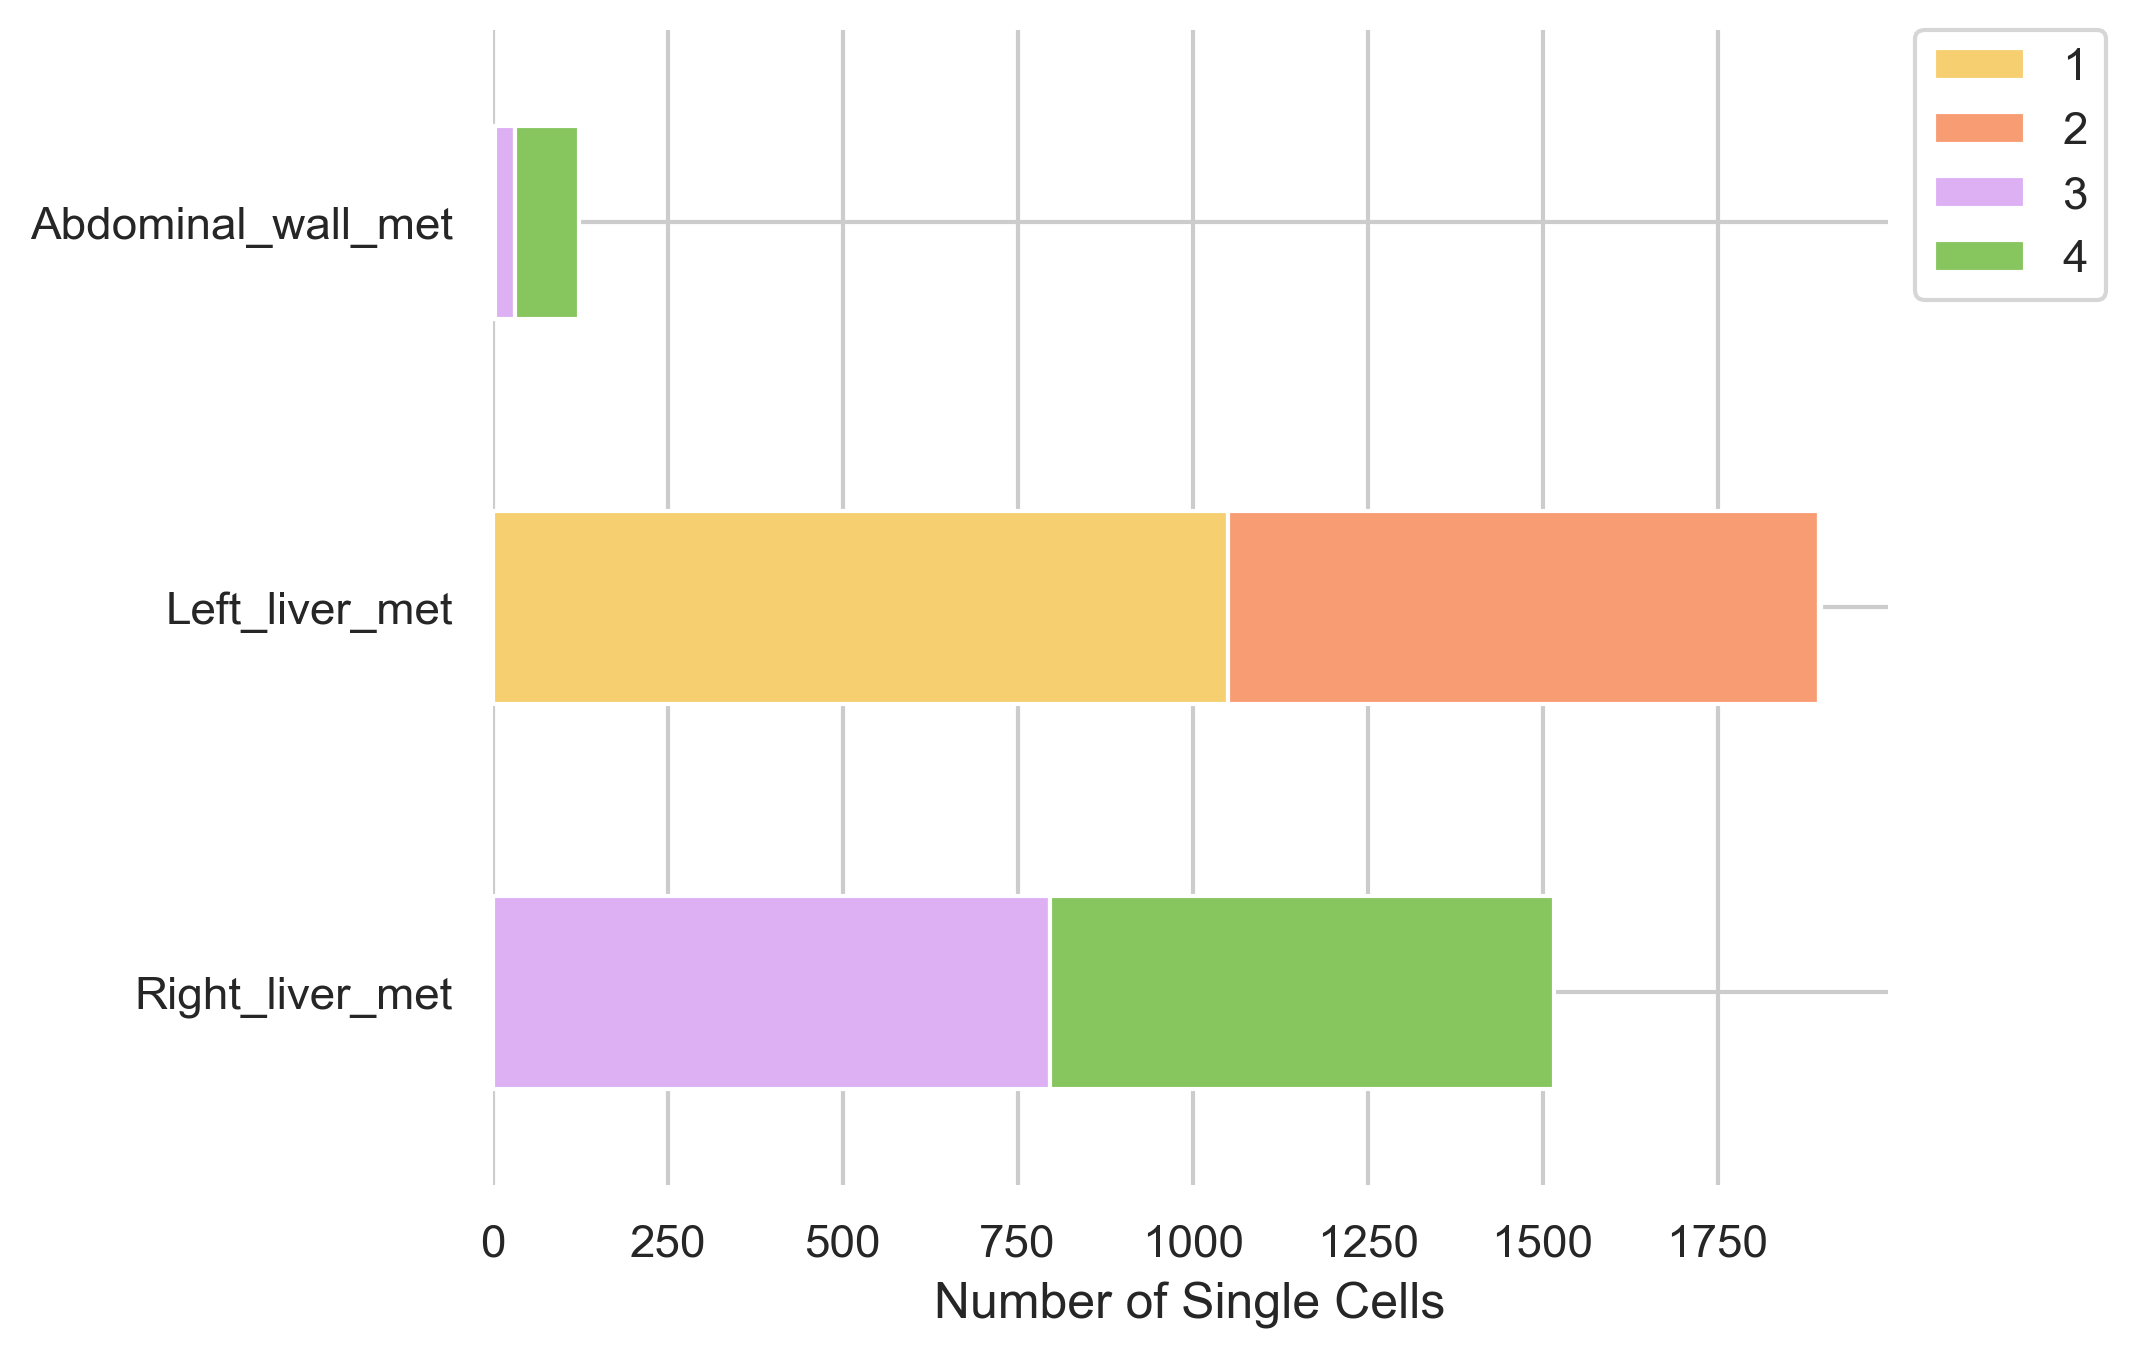 1
2
3
4
Abdominal_wall_met
Left_liver_met
Right_liver_met
0 250 500 750 1000 1250 1500 1750
Number of Single Cells